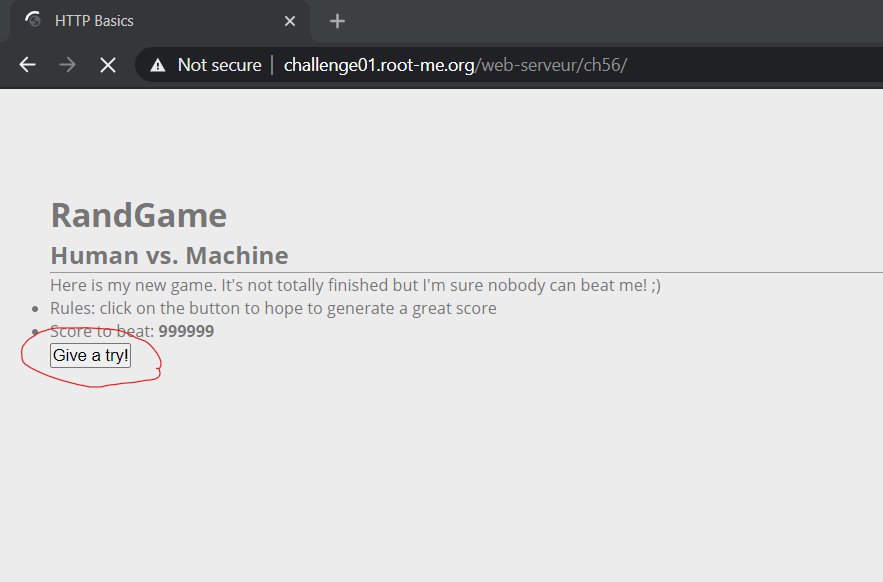 HTTP Basics
Not secure | challenge01.root-me.org/web-serveur/ch56/
RandGame
Human vs. Machine
Here is my new game. It's not totally finished but I'm sure nobody can beat me! ;)
Rules: click on the button to hope to generate a great score
Score to beat: 999999
Give a try!